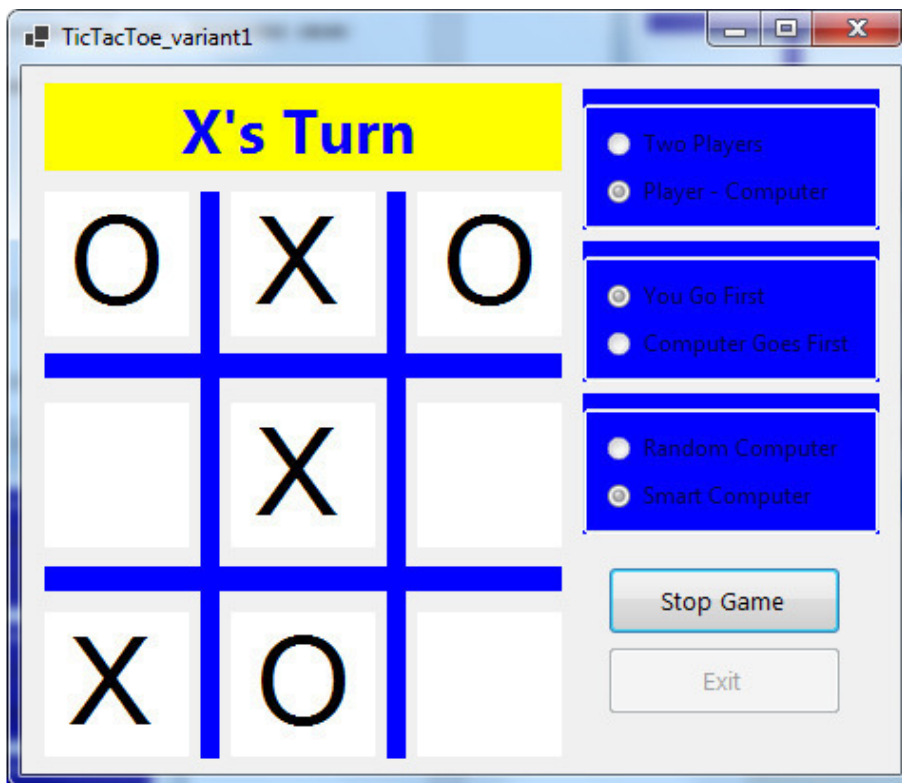 TicTacToe_variant1
X's Turn
O X O
X
X O
Two Players
Player - Computer
You Go First
Computer Goes First
Random Computer
Smart Computer
Stop Game
Exit